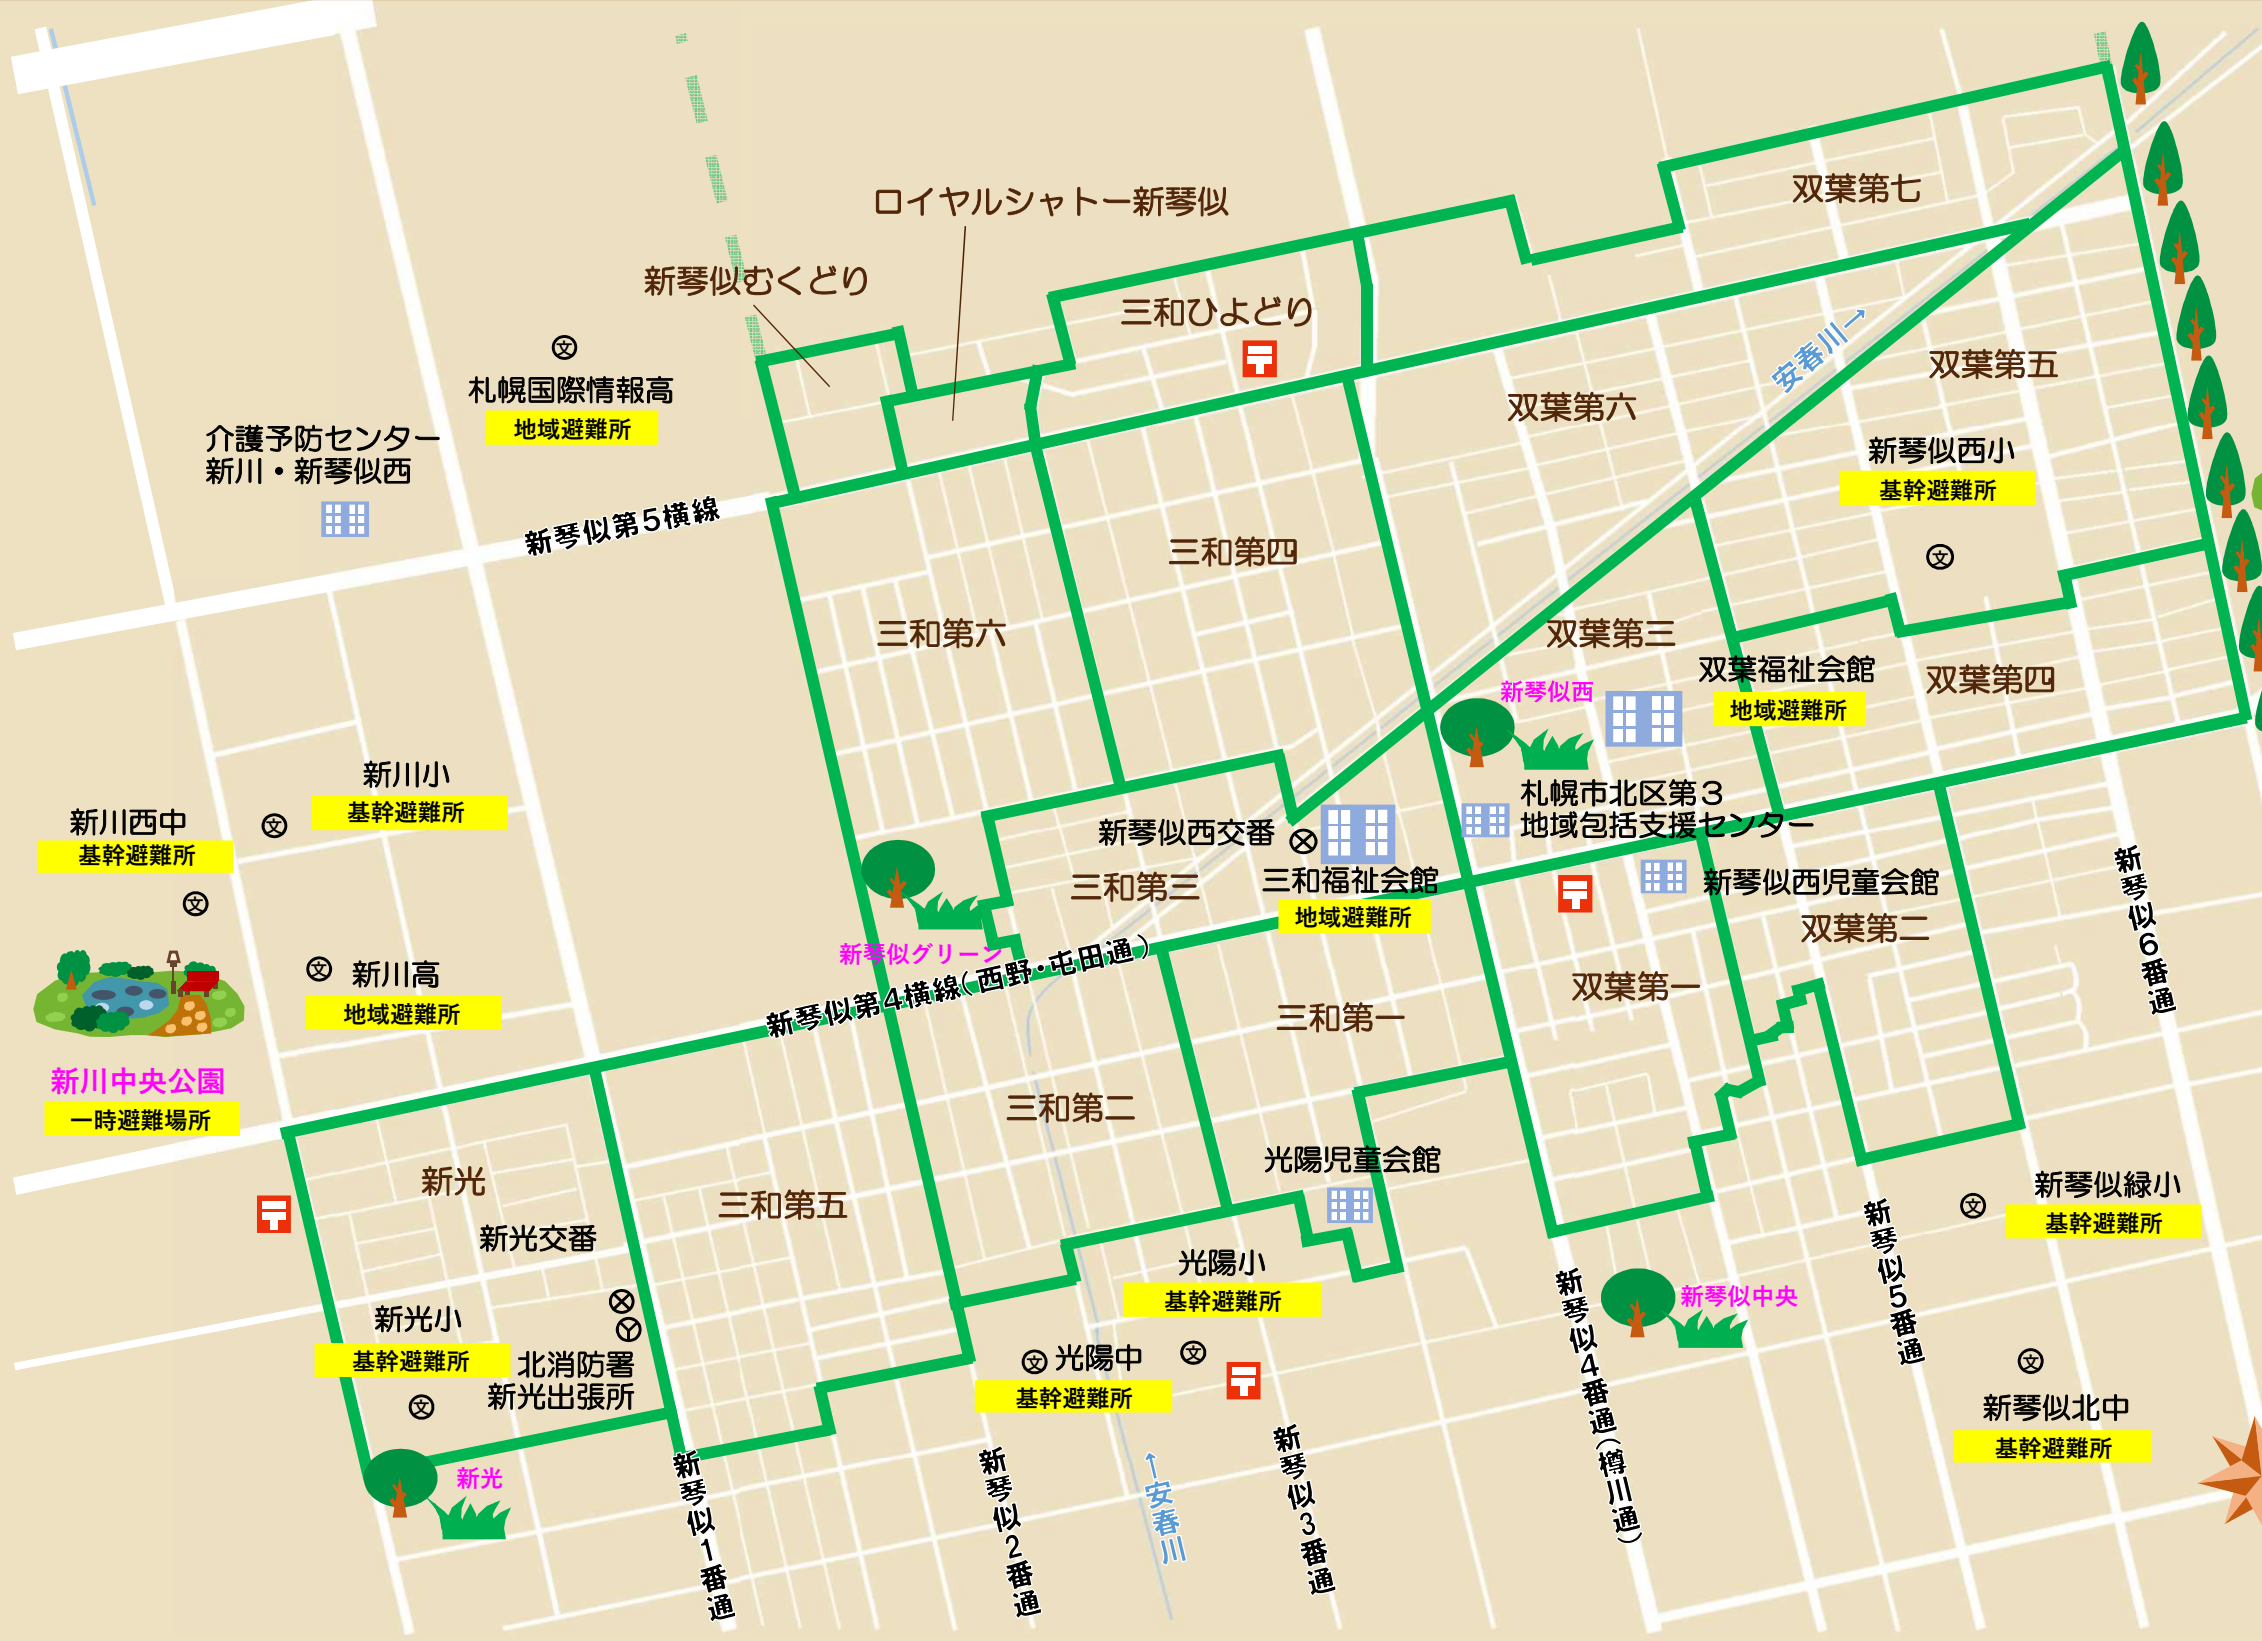 双葉第七
ロイヤルシャトー新琴似
新琴似むくどり
三和ひよどり
安春川→
双葉第五
双葉第六
札幌国際情報高
地域避難所
介護予防センター
新川・新琴似西
新琴似西小
基幹避難所
新琴似第5横線
三和第四
三和第六
双葉第三
双葉福祉会館
地域避難所
双葉第四
新琴似西
新川小
基幹避難所
新川西中
基幹避難所
札幌市北区第3
地域包括支援センター
新琴似西交番
三和福祉会館
地域避難所
三和第三
新琴似西児童会館
双葉第二
新琴似6番通
新琴似グリーン
新琴似第4横線(西野・屯田通)
新川高
地域避難所
双葉第一
三和第一
新川中央公園
一時避難場所
三和第二
光陽児童会館
新光
三和第五
新光交番
新琴似緑小
基幹避難所
光陽小
基幹避難所
新琴似5番通
新琴似4番通(樽川通)
新琴似中央
新光小
基幹避難所
北消防署
新光出張所
光陽中
基幹避難所
新琴似北中
基幹避難所
新光
新琴似1番通
新琴似2番通
←安春川
新琴似3番通
文
文
文
文
文
文
文
文
文
文